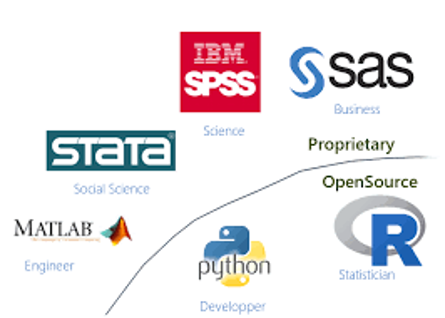 IBM
SPSS
Science
sas
Business
STATA
Social Science
Proprietary
OpenSource
MATLAB
Engineer
python
Developper
R
Statistician